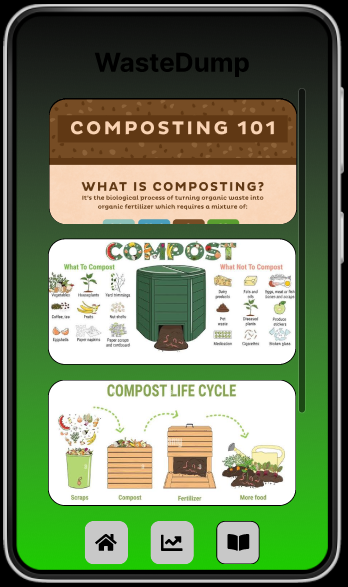 WasteDump
COMPOSTING 101
WHAT IS COMPOSTING?
It's the biological process of turning organic waste into
organic fertilizer which requires a mixture of:
COMPOST
What To Compost
What Not To Compost
Vegetables
Houseplants
Yard trimmings
Coffee, tea
Fruits
Nut shells
Eggshells
Paper napkins
Paper scraps
and cardboard
Dairy
products
Fats and
oils
Eggs, meat or fish
bones and scraps
Pet
waste
Diseased
plants
Produce
stickers
Medication
Cigarettes
Broken glass
COMPOST LIFE CYCLE
Scraps
Compost
Fertilizer
More food